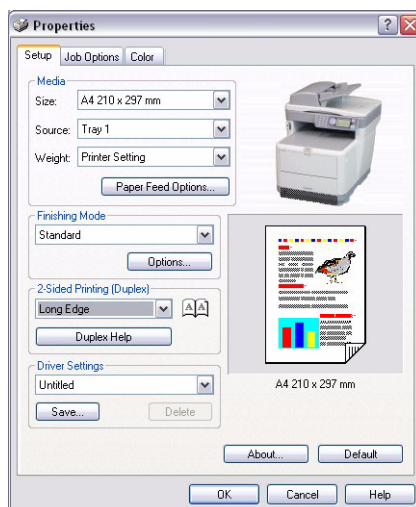 Properties
Setup Job Options Color
Media
Size: A4 210 x 297 mm
Source: Tray 1
Weight: Printer Setting
Paper Feed Options...
Finishing Mode
Standard
Options...
2-Sided Printing (Duplex)
Long Edge
A A
Duplex Help
Driver Settings
Untitled
Save... Delete
A4 210 x 297 mm
About... Default
OK Cancel Help